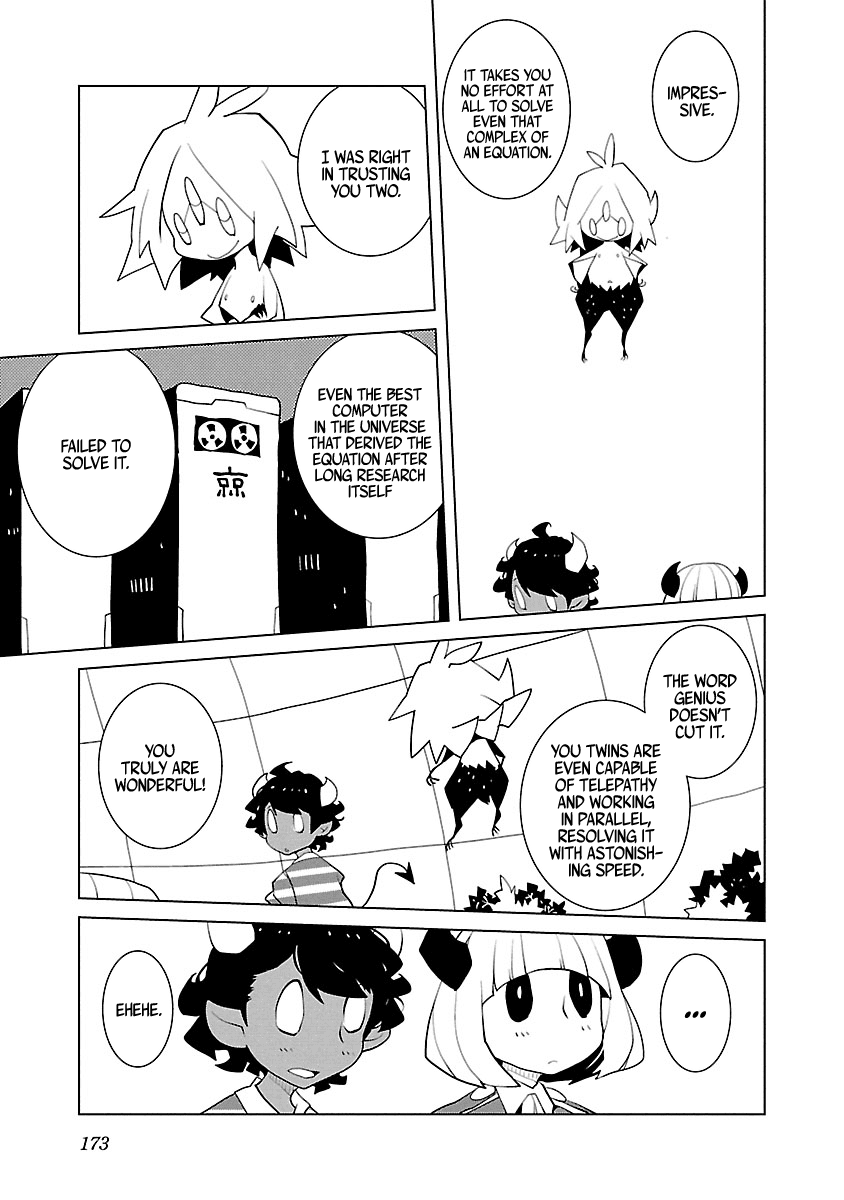 IMPRES-
SIVE.
IT TAKES YOU
NO EFFORT AT
ALL TO SOLVE
EVEN THAT
COMPLEX OF
AN EQUATION.
I WAS RIGHT
IN TRUSTING
YOU TWO.
EVEN THE BEST
COMPUTER
IN THE UNIVERSE
THAT DERIVED THE
EQUATION AFTER
LONG RESEARCH
ITSELF
京
FAILED TO
SOLVE IT.
THE WORD
GENIUS
DOESN'T
CUT IT.
YOU TWINS ARE
EVEN CAPABLE
OF TELEPATHY
AND WORKING
IN PARALLEL,
RESOLVING IT
WITH ASTONISH-
ING SPEED.
YOU
TRULY ARE
WONDERFUL!
...
EHEHE.
173